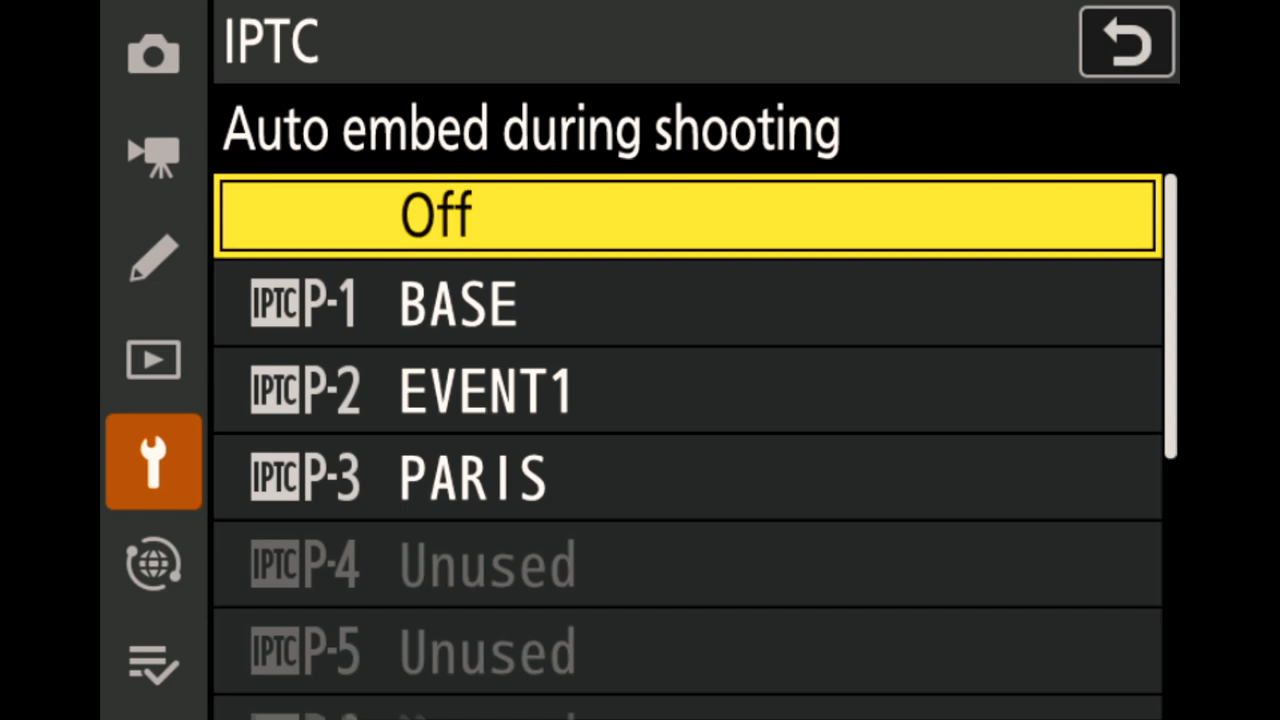 IPTC
Auto embed during shooting
Off
IPTC P-1 BASE
IPTC P-2 EVENT1
IPTC P-3 PARIS
IPTC P-4 Unused
IPTC P-5 Unused